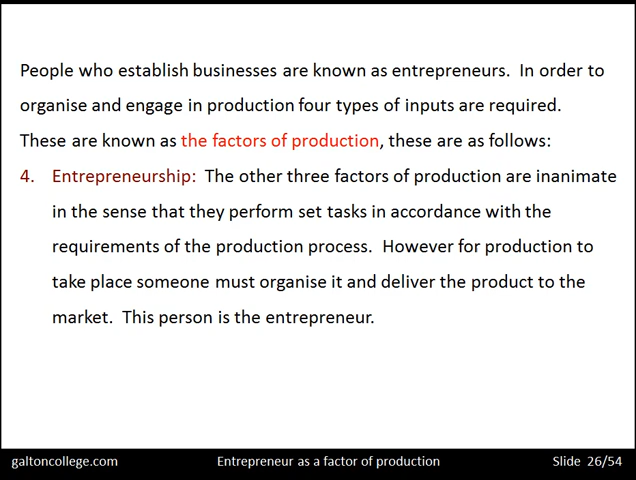 People who establish businesses are known as entrepreneurs. In order to
organise and engage in production four types of inputs are required.
These are known as the factors of production, these are as follows:
4. Entrepreneurship: The other three factors of production are inanimate
in the sense that they perform set tasks in accordance with the
requirements of the production process. However for production to
take place someone must organise it and deliver the product to the
market. This person is the entrepreneur.
galtoncollege.com Entrepreneur as a factor of production Slide 26/54